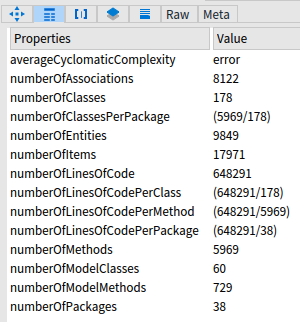 Raw Meta
Properties Value
averageCyclomaticComplexity error
numberOfAssociations 8122
numberOfClasses 178
numberOfClassesPerPackage (5969/178)
numberOfEntities 9849
numberOfItems 17971
numberOfLinesOfCode 648291
numberOfLinesOfCodePerClass (648291/178)
numberOfLinesOfCodePerMethod (648291/5969)
numberOfLinesOfCodePerPackage (648291/38)
numberOfMethods 5969
numberOfModelClasses 60
numberOfModelMethods 729
numberOfPackages 38